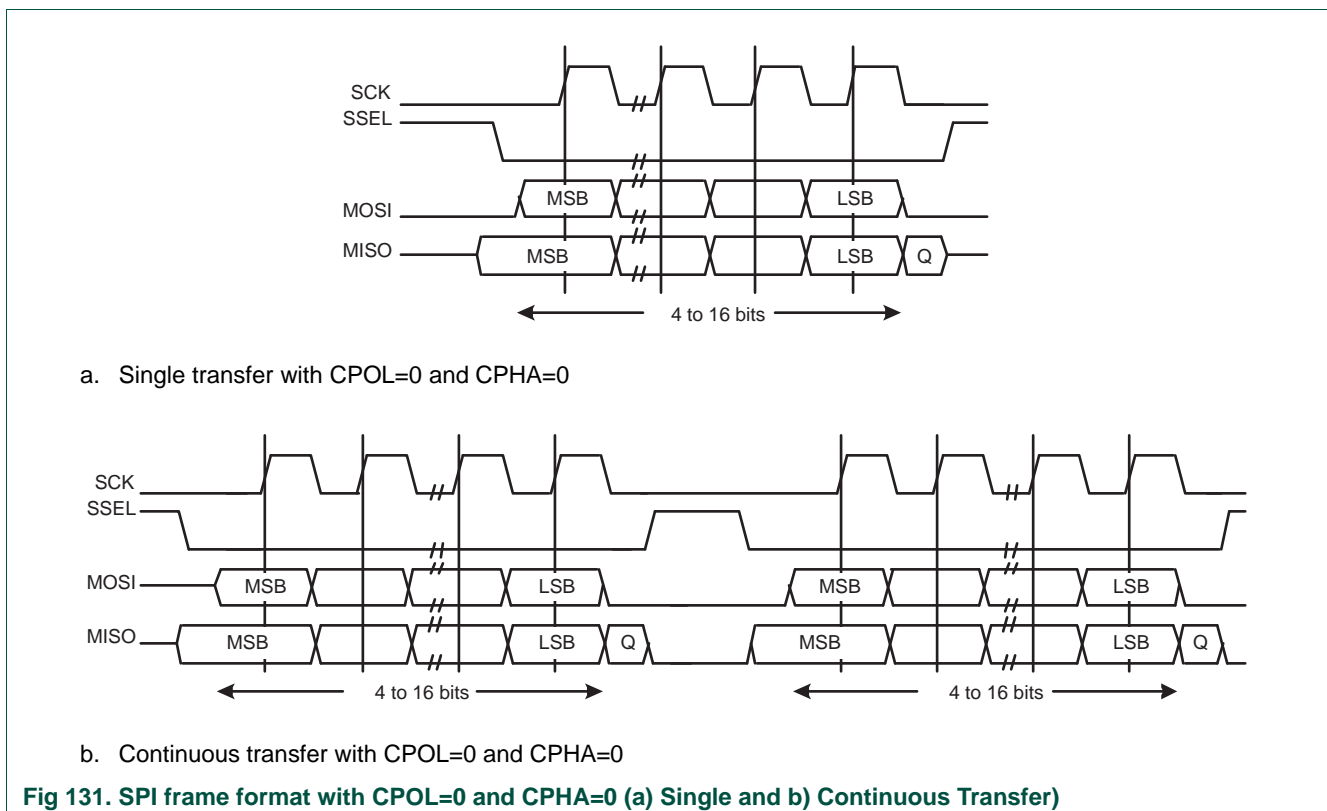 SCK
SSEL
MSB LSB
MOSI
MISO MSB LSB Q
4 to 16 bits
a. Single transfer with CPOL=0 and CPHA=0
SCK
SSEL
MOSI MSB LSB MSB LSB
MISO MSB LSB Q MSB LSB Q
4 to 16 bits 4 to 16 bits
b. Continuous transfer with CPOL=0 and CPHA=0
Fig 131. SPI frame format with CPOL=0 and CPHA=0 (a) Single and b) Continuous Transfer)